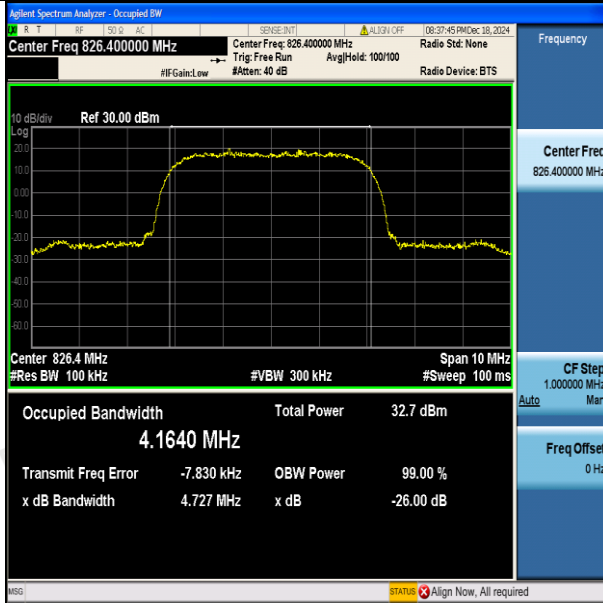 Agilent Spectrum Analyzer - Occupied BW
R T RF 50 Ω AC SENSE:INT ALIGN OFF 08:37:45 PM Dec 18, 2024
Center Freq 826.400000 MHz
Center Freq: 826.400000 MHz
Radio Std: None
Trig: Free Run Avg|Hold: 100/100
#IFGain:Low
#Atten: 40 dB
Radio Device: BTS
10 dB/div Ref 30.00 dBm
Log
20.0
10.0
0.00
-10.0
-20.0
-30.0
-40.0
-50.0
-60.0
Center 826.4 MHz Span 10 MHz
#Res BW 100 kHz #VBW 300 kHz #Sweep 100 ms
Occupied Bandwidth Total Power 32.7 dBm
4.1640 MHz
Transmit Freq Error -7.830 kHz OBW Power 99.00 %
x dB Bandwidth 4.727 MHz x dB -26.00 dB
Frequency
Center Freq
826.400000 MHz
CF Step
1.000000 MHz
Auto Man
Freq Offset
0 Hz
MSG STATUS Align Now, All required